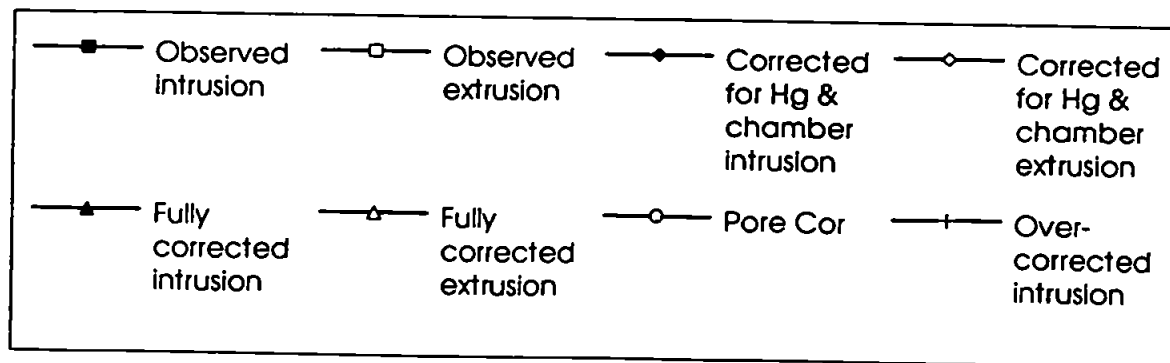 Observed
intrusion
Observed
extrusion
Corrected
for Hg &
chamber
intrusion
Corrected
for Hg &
chamber
extrusion
Fully
corrected
intrusion
Fully
corrected
extrusion
Pore Cor
Over-
corrected
intrusion